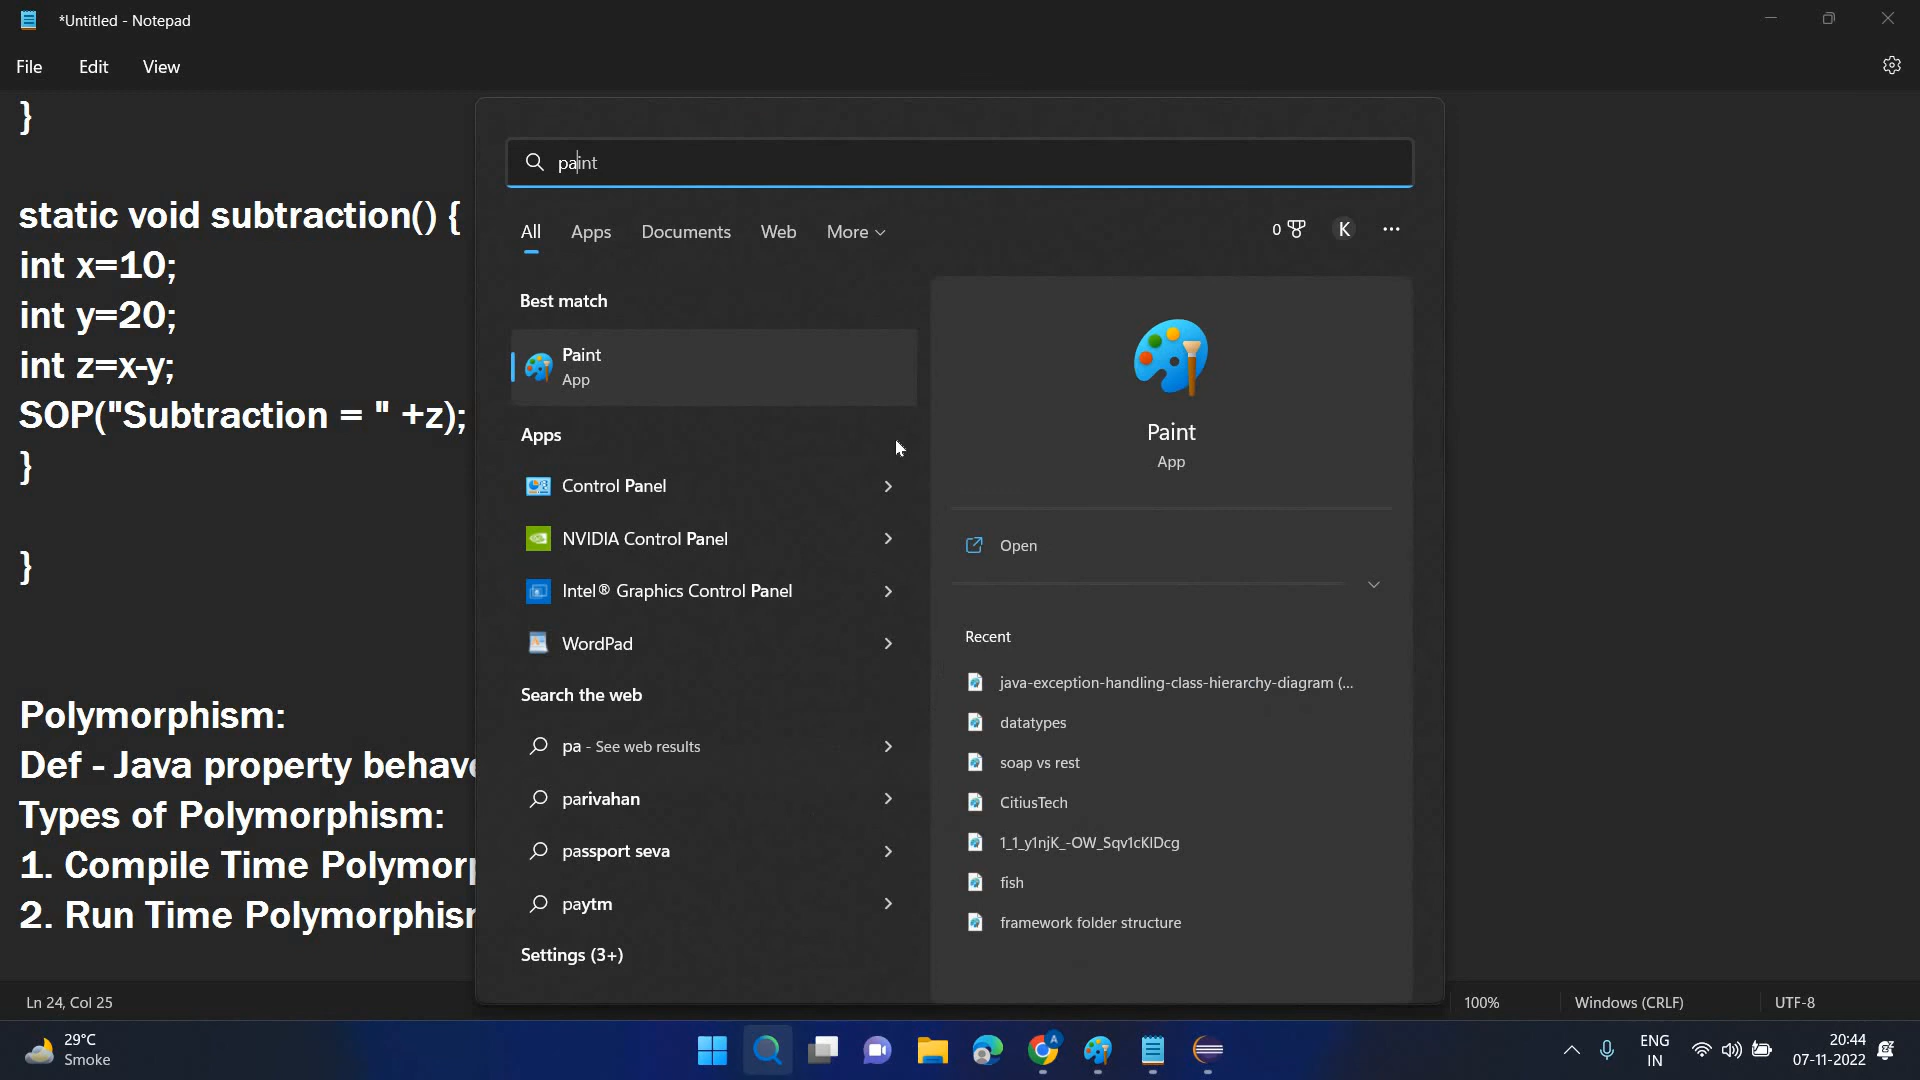 *Untitled - Notepad
File Edit View
}
static void subtraction() {
int x=10;
int y=20;
int z=x-y;
SOP("Subtraction = " +z);
}
}
Polymorphism:
Def - Java property behav
Types of Polymorphism:
1. Compile Time Polymor
2. Run Time Polymorphis
paint
All Apps Documents Web More
0 K ...
Best match
Paint
App
Apps
Control Panel
NVIDIA Control Panel
Intel® Graphics Control Panel
WordPad
Search the web
pa - See web results
parivahan
passport seva
paytm
Settings (3+)
Paint
App
Open
Recent
java-exception-handling-class-hierarchy-diagram (...
datatypes
soap vs rest
CitiusTech
1_1_y1njK_-OW_Sqv1cKIDcg
fish
framework folder structure
Ln 24, Col 25
100%
Windows (CRLF)
UTF-8
29°C
Smoke
A
ENG
IN
20:44
07-11-2022